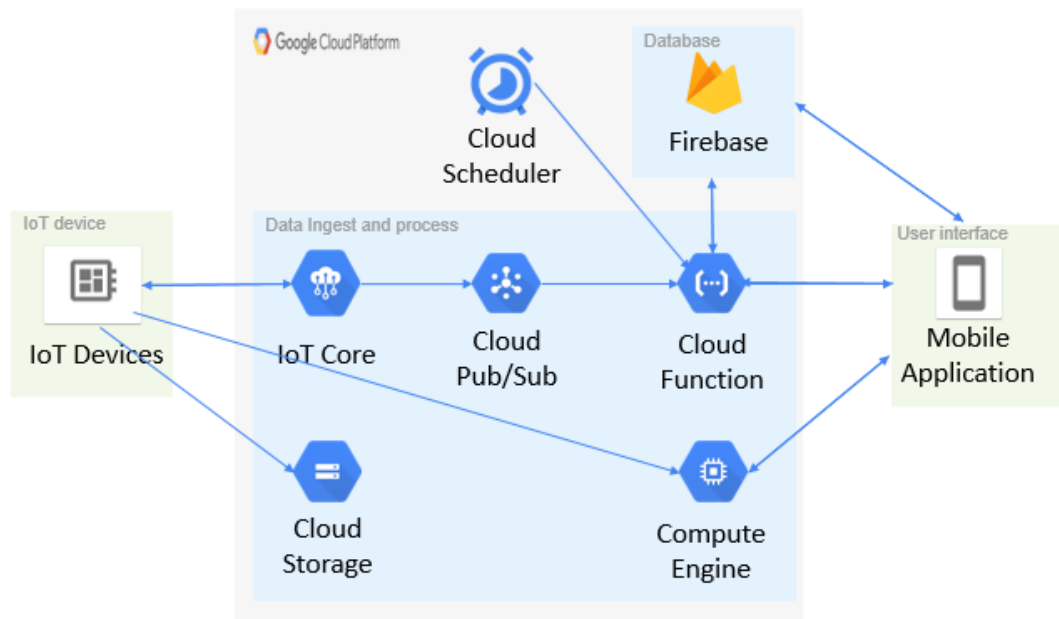 Google Cloud Platform
Database
Cloud
Scheduler
Firebase
IoT device
Data Ingest and process
User interface
IoT Devices
IoT Core
Cloud
Pub/Sub
Cloud
Function
Mobile
Application
Cloud
Storage
Compute
Engine